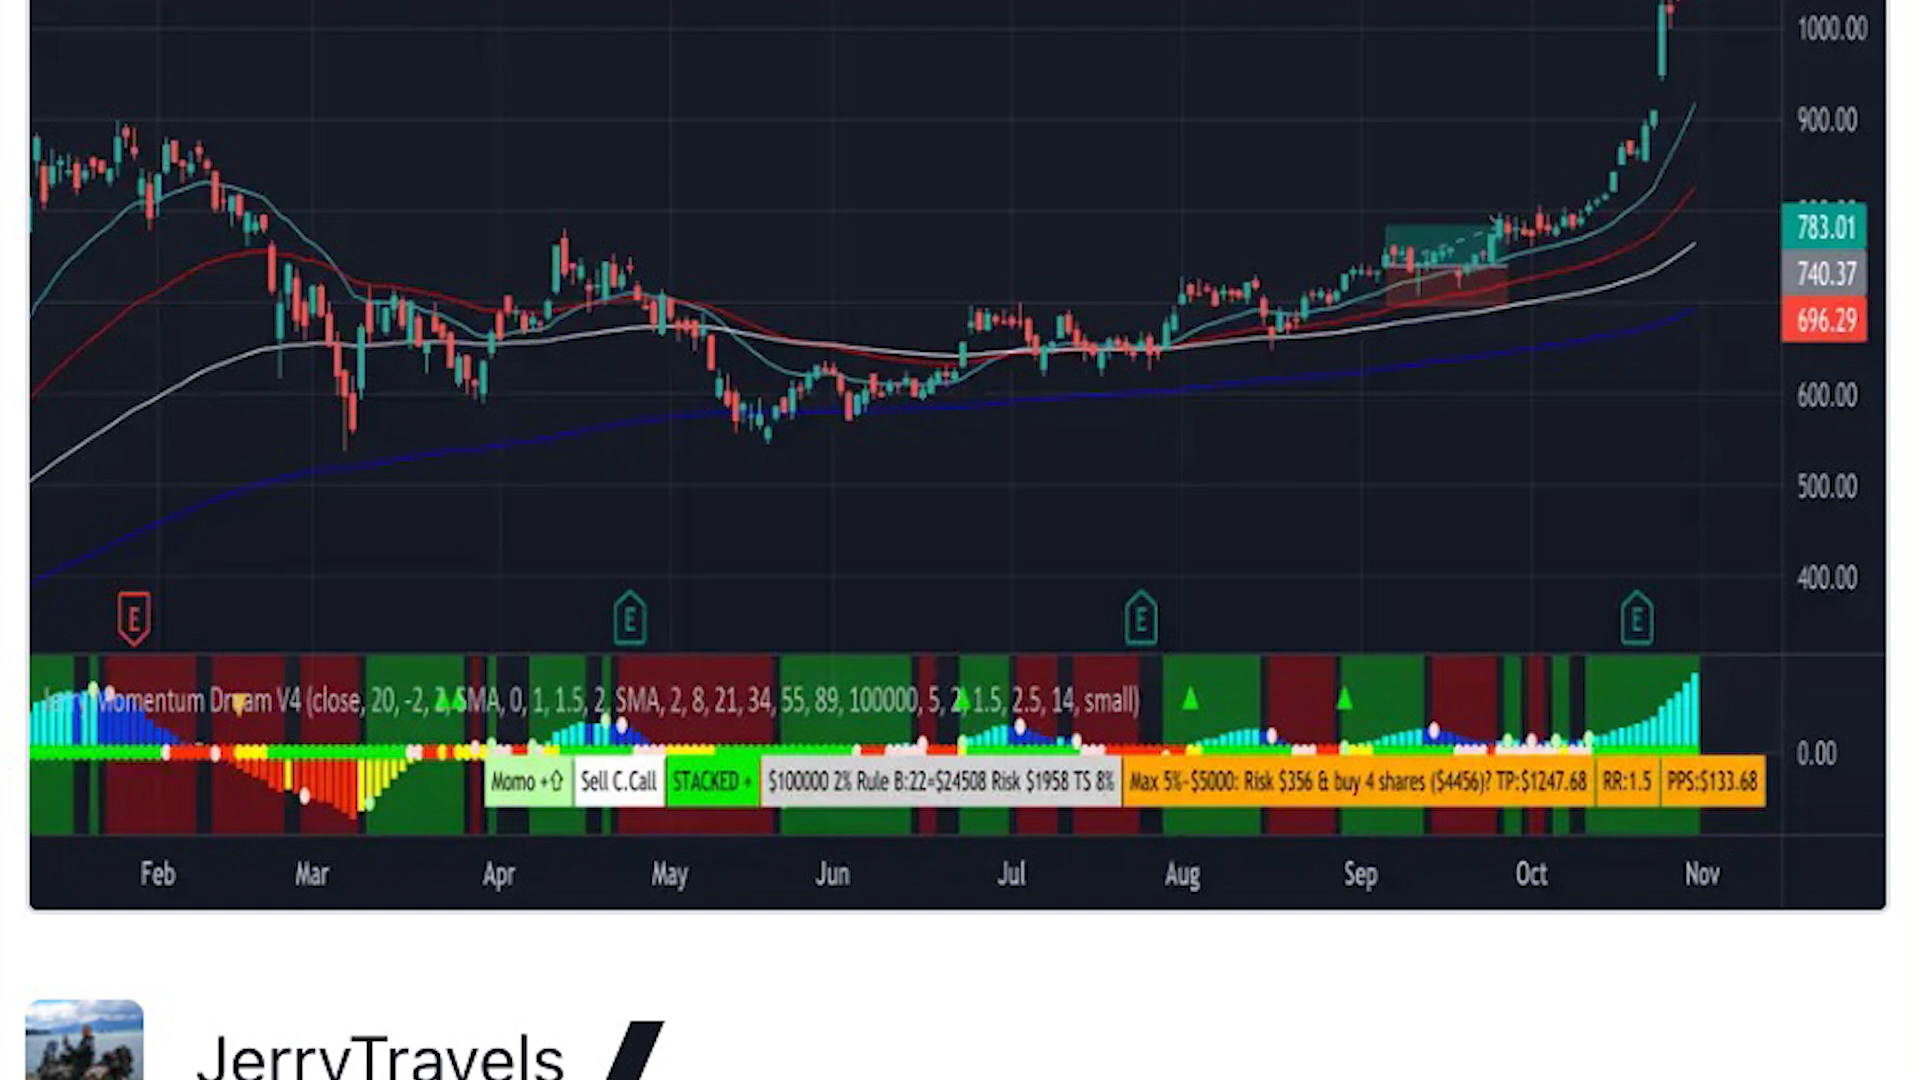 1000.00
900.00
783.01
740.37
696.29
600.00
500.00
400.00
E E E E
Momentum Dream V4 (close, 20, -2, 2, SMA, 0, 1, 1.5, 2, SMA, 2, 8, 21, 34, 55, 89, 100000, 5, 2, 1.5, 2.5, 14, small)
0.00
Momo +⇧ Sell C.Call STACKED + $100000 2% Rule B:22=$24508 Risk $1958 TS 8% Max 5%-$5000: Risk $356 & buy 4 shares ($4456)? TP:$1247.68 RR:1.5 PPS:$133.68
Feb Mar Apr May Jun Jul Aug Sep Oct Nov
JerryTravels